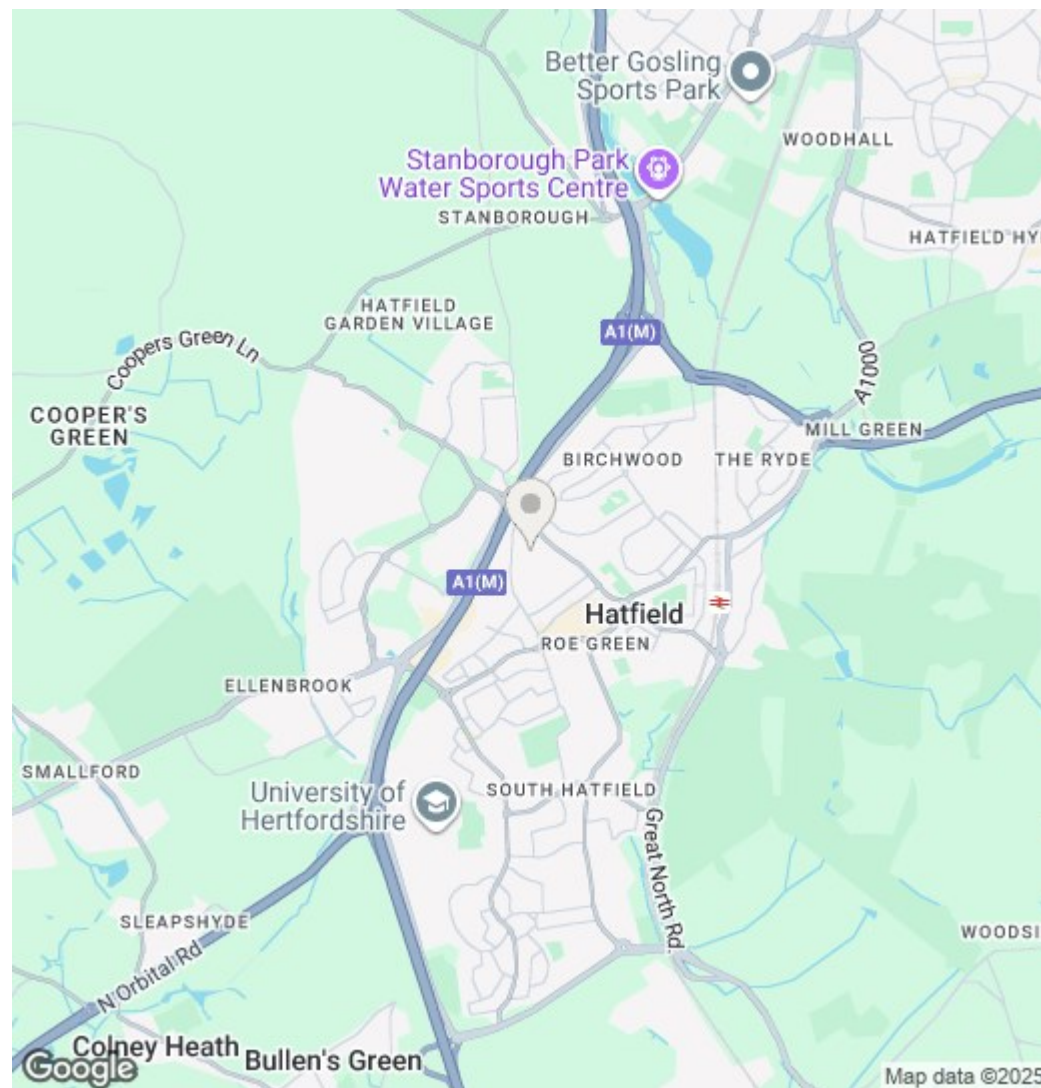 Better Gosling
Sports Park
WOODHALL
Stanborough Park
Water Sports Centre
STANBOROUGH
HATFIELD HY
HATFIELD
GARDEN VILLAGE
A1(M)
Coopers Green Ln
A1000
COOPER'S
GREEN
MILL GREEN
BIRCHWOOD
THE RYDE
A1(M)
Hatfield
ROE GREEN
ELLENBROOK
SMALLFORD
University of
Hertfordshire
SOUTH HATFIELD
Great North Rd.
SLEAPSHYDE
WOODSI
N Orbital Rd
Colney Heath
Bullen's Green
Google
Map data ©2025